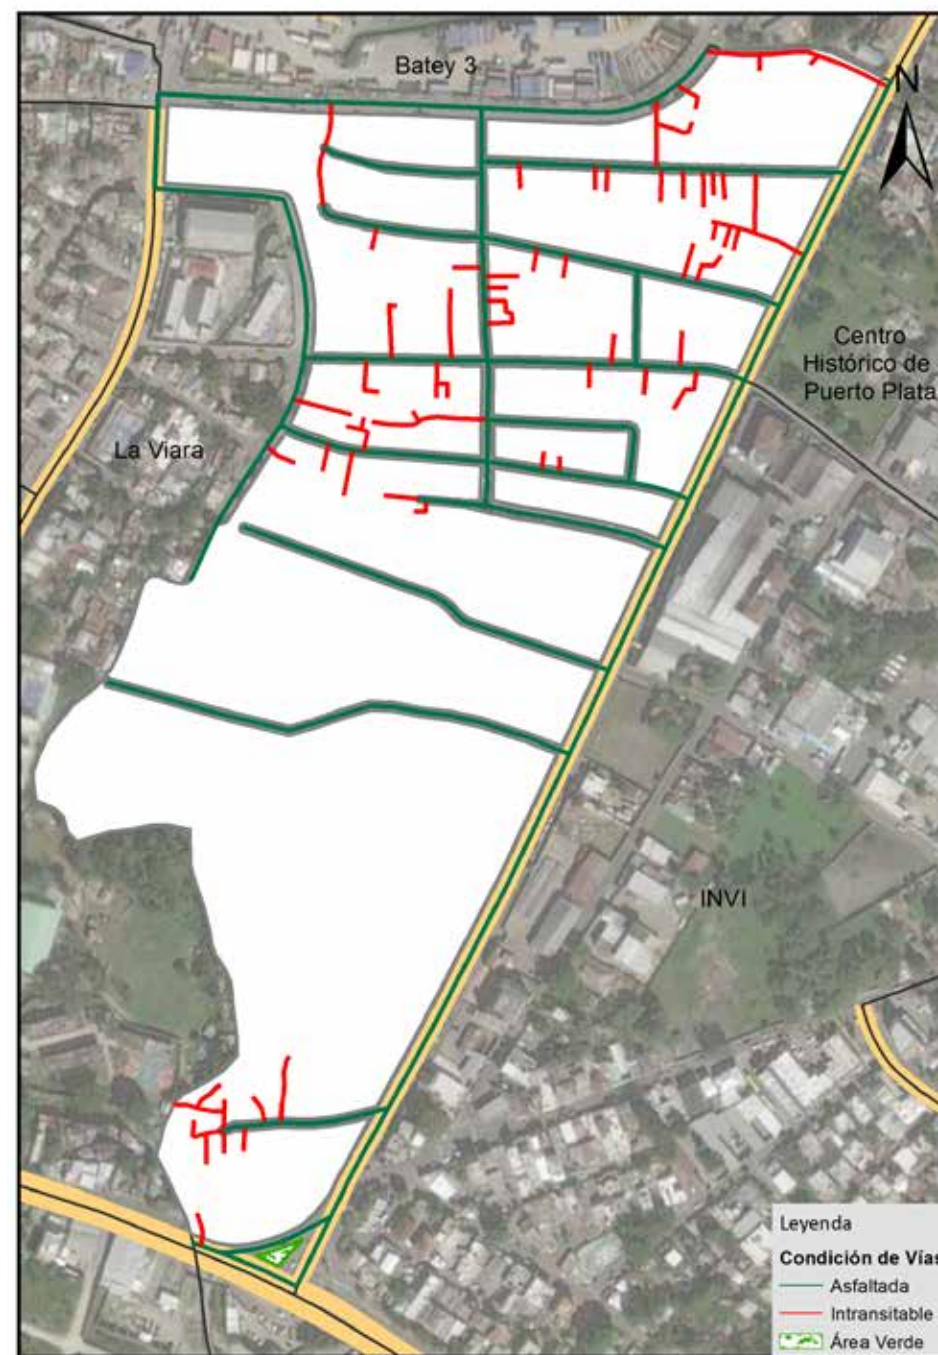 Batey 3
N
Centro
Histórico de
Puerto Plata
La Viara
INVI
Leyenda
Condición de Vías
Asfaltada
Intransitable
Área Verde